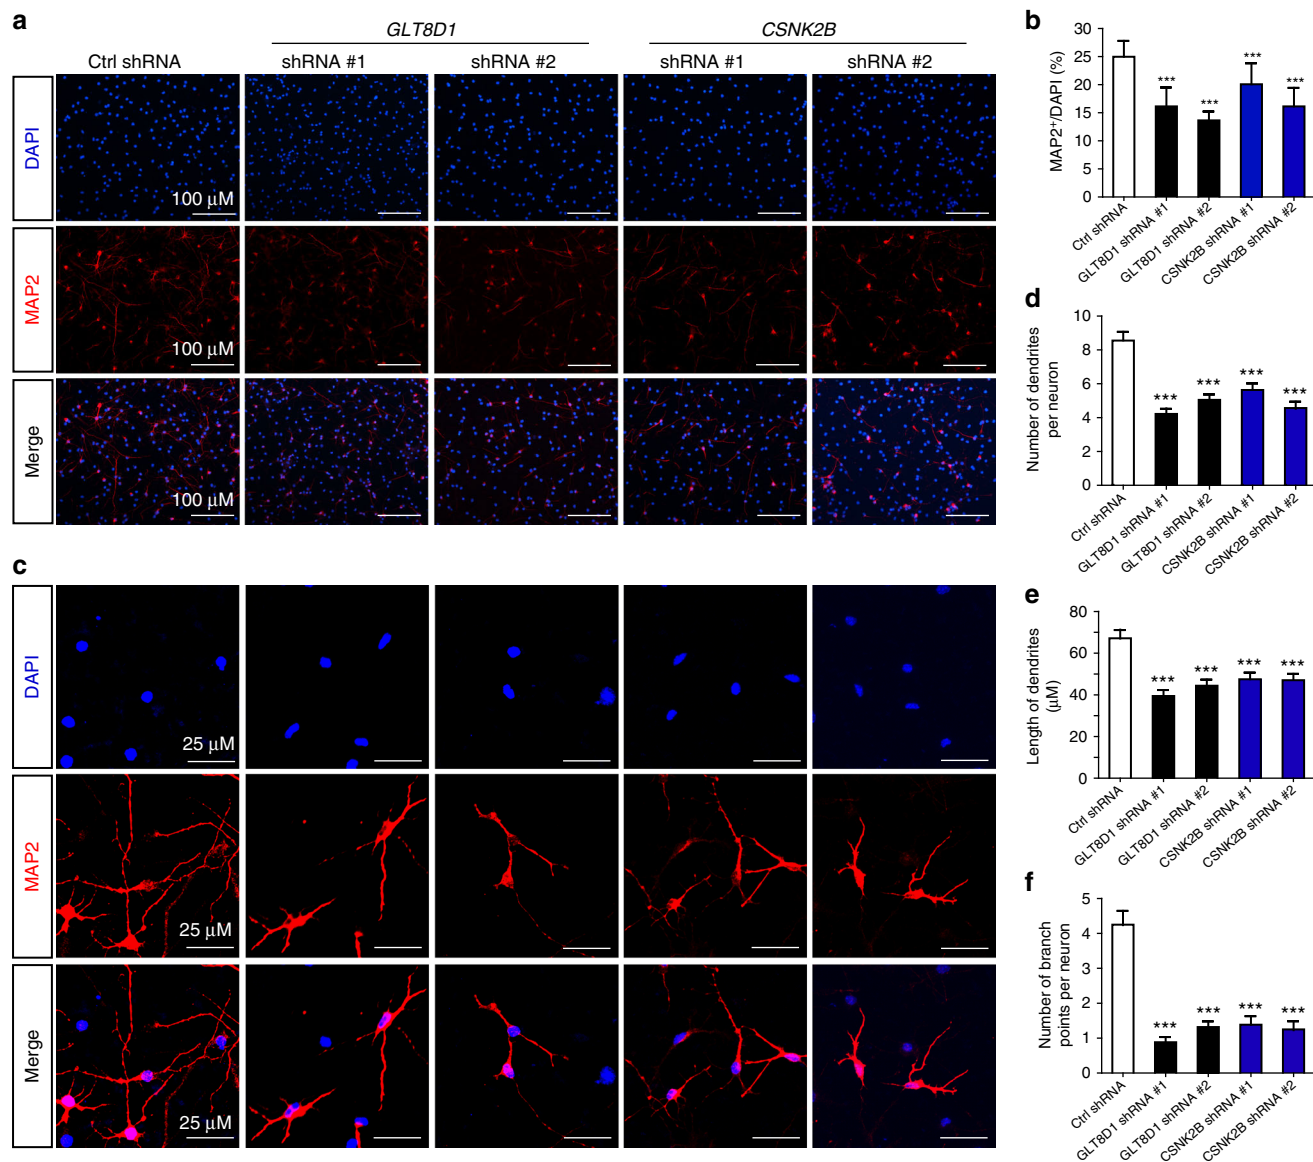 a
GLT8D1
CSNK2B
Ctrl shRNA
shRNA #1
shRNA #2
shRNA #1
shRNA #2
DAPI
100 μM
MAP2
100 μM
Merge
100 μM
b
MAP2⁺/DAPI (%)
30
25
20
15
10
5
0
***
***
***
***
Ctrl shRNA
GLT8D1 shRNA #1
GLT8D1 shRNA #2
CSNK2B shRNA #1
CSNK2B shRNA #2
c
DAPI
25 μM
MAP2
25 μM
Merge
25 μM
d
Number of dendrites
per neuron
10
8
6
4
2
0
***
***
***
***
Ctrl shRNA
GLT8D1 shRNA #1
GLT8D1 shRNA #2
CSNK2B shRNA #1
CSNK2B shRNA #2
e
Length of dendrites
(μM)
80
60
40
20
0
***
***
***
***
Ctrl shRNA
GLT8D1 shRNA #1
GLT8D1 shRNA #2
CSNK2B shRNA #1
CSNK2B shRNA #2
f
Number of branch
points per neuron
5
4
3
2
1
0
***
***
***
***
Ctrl shRNA
GLT8D1 shRNA #1
GLT8D1 shRNA #2
CSNK2B shRNA #1
CSNK2B shRNA #2